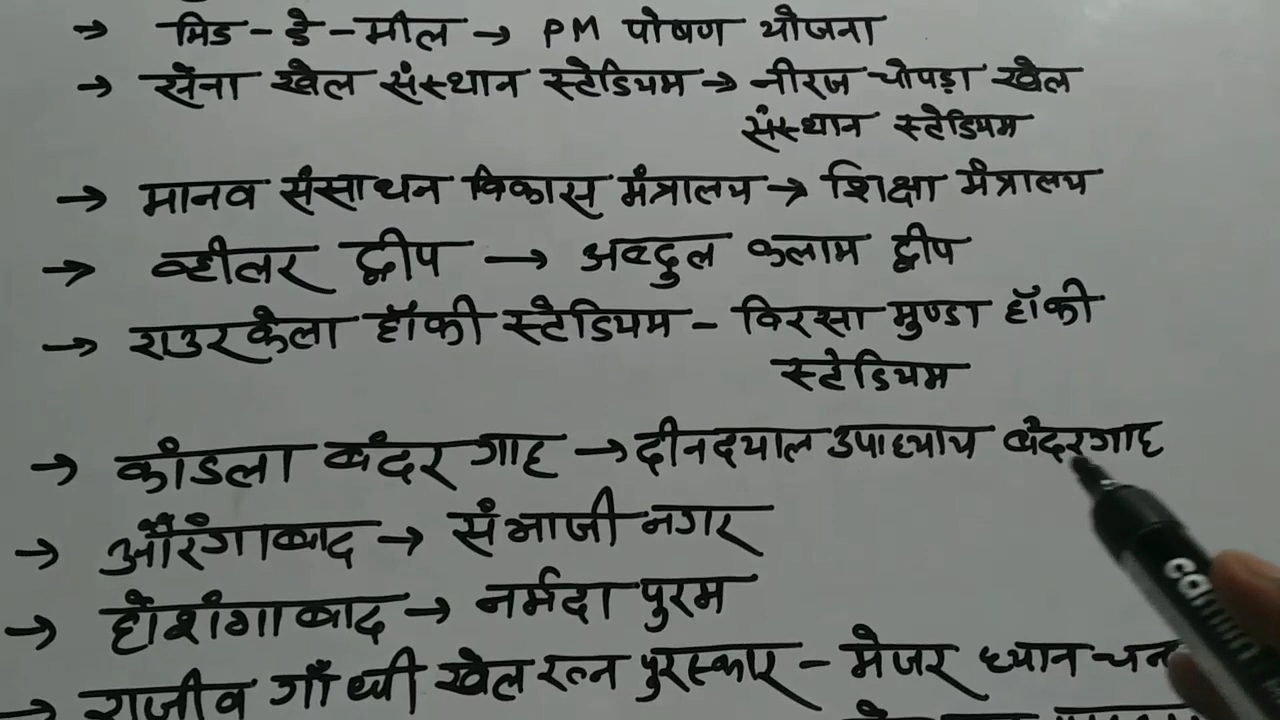 → मिड-डे-मील → PM पोषण योजना
→ सेना खेल संस्थान स्टेडियम → नीरज चोपड़ा खेल
संस्थान स्टेडियम
→ मानव संसाधन विकास मंत्रालय → शिक्षा मंत्रालय
→ व्हीलर द्वीप → अब्दुल कलाम द्वीप
→ राउरकेला हॉकी स्टेडियम - विरसा मुण्डा हॉकी
स्टेडियम
→ कांडला बंदरगाह → दीनदयाल उपाध्याय बंदरगाह
→ औरंगाबाद → संभाजी नगर
→ होशंगाबाद → नर्मदा पुरम
→ राजीव गाँधी खेल रत्न पुरस्कार - मेजर ध्यान चन